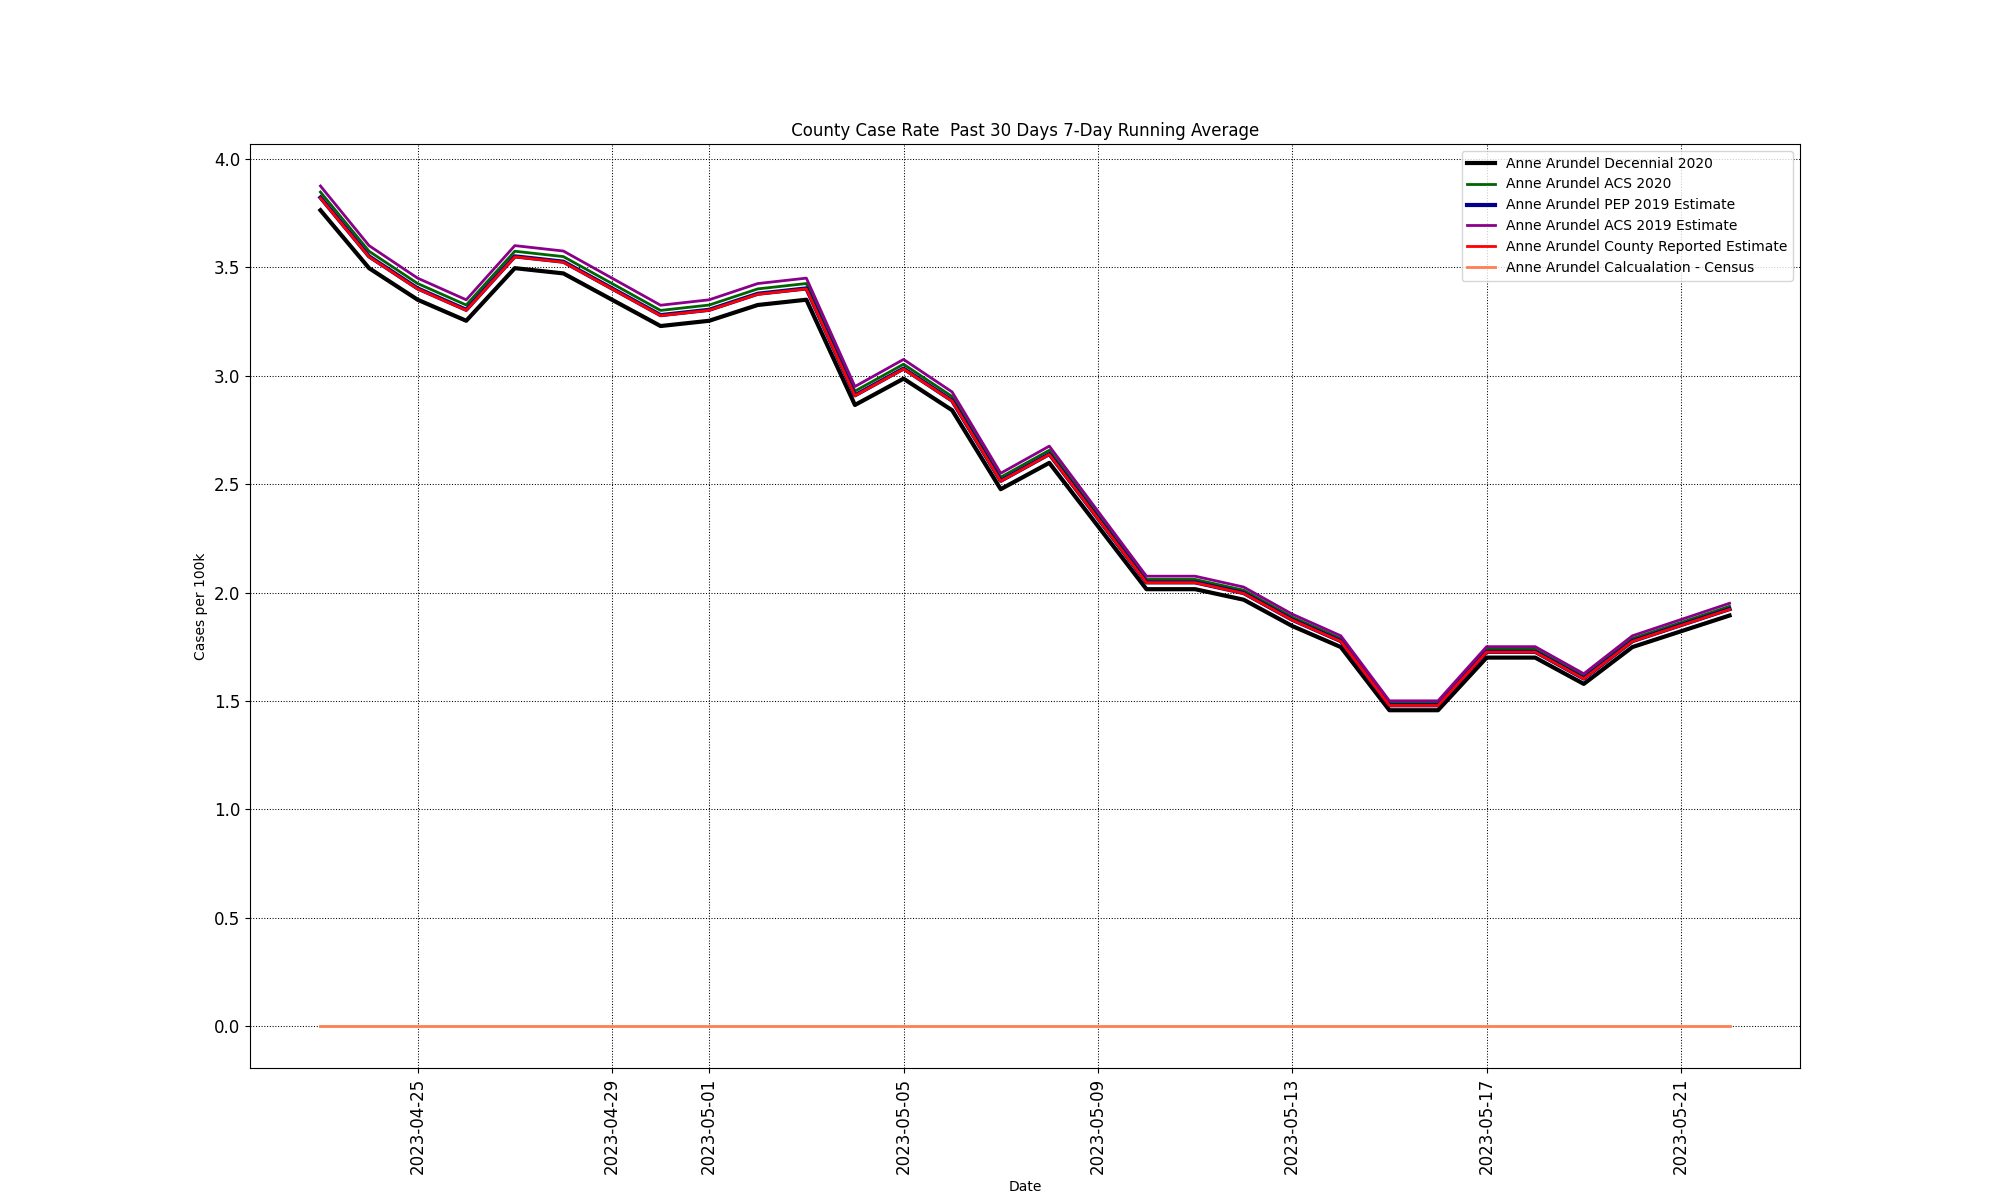 County Case Rate  Past 30 Days 7-Day Running Average
Anne Arundel Decennial 2020
Anne Arundel ACS 2020
Anne Arundel PEP 2019 Estimate
Anne Arundel ACS 2019 Estimate
Anne Arundel County Reported Estimate
Anne Arundel Calcualation - Census
Cases per 100k
4.0
3.5
3.0
2.5
2.0
1.5
1.0
0.5
0.0
2023-04-25
2023-04-29
2023-05-01
2023-05-05
2023-05-09
2023-05-13
2023-05-17
2023-05-21
Date